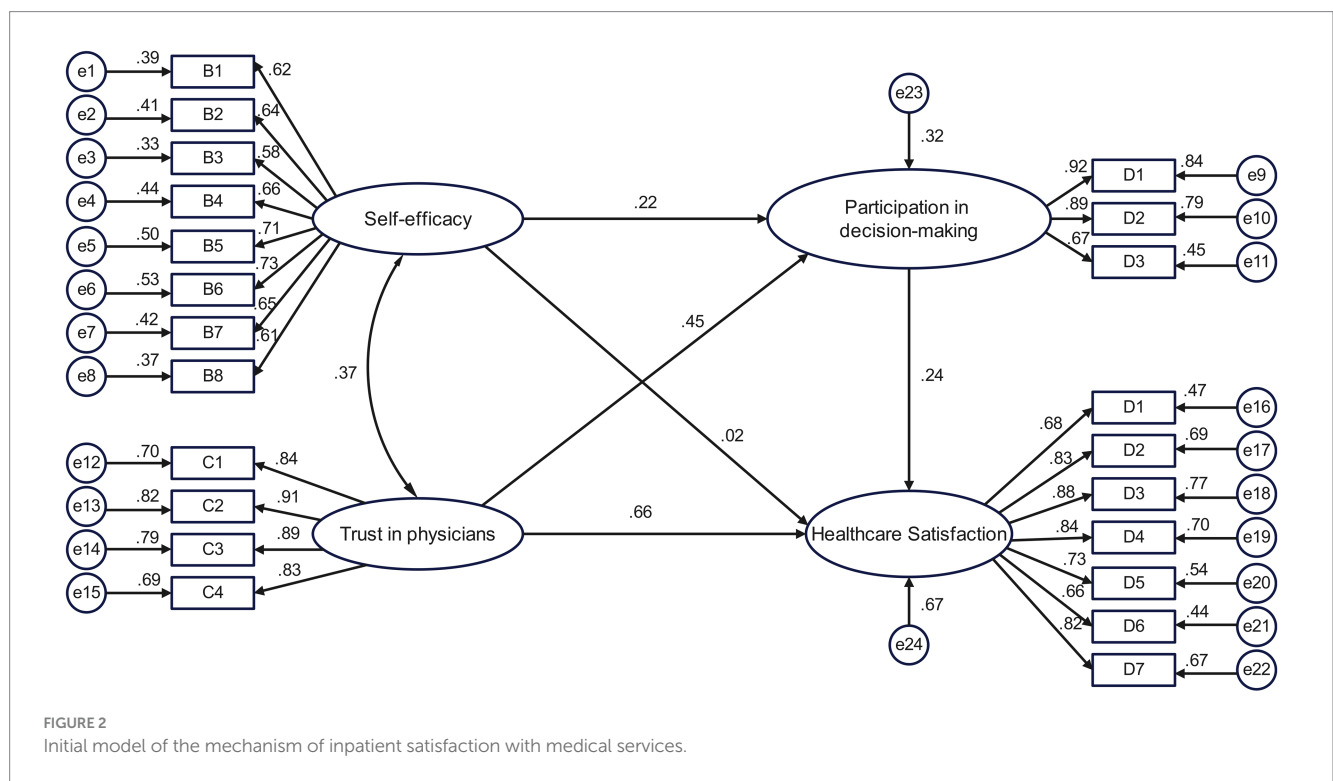 e1 .39 B1 .62
e2 .41 B2 .64
e3 .33 B3 .58
e4 .44 B4 .66
e5 .50 B5 .71
e6 .53 B6 .73
e7 .42 B7 .65
e8 .37 B8 .61
Self-efficacy
.22
e23
.32
Participation in
decision-making
.92 D1 .84 e9
.89 D2 .79 e10
.67 D3 .45 e11
.37
.45
.02
.24
e12 .70 C1 .84
e13 .82 C2 .91
e14 .79 C3 .89
e15 .69 C4 .83
Trust in physicians
.66
Healthcare Satisfaction
.67
e24
.68 D1 .47 e16
.83 D2 .69 e17
.88 D3 .77 e18
.84 D4 .70 e19
.73 D5 .54 e20
.66 D6 .44 e21
.82 D7 .67 e22
FIGURE 2
Initial model of the mechanism of inpatient satisfaction with medical services.